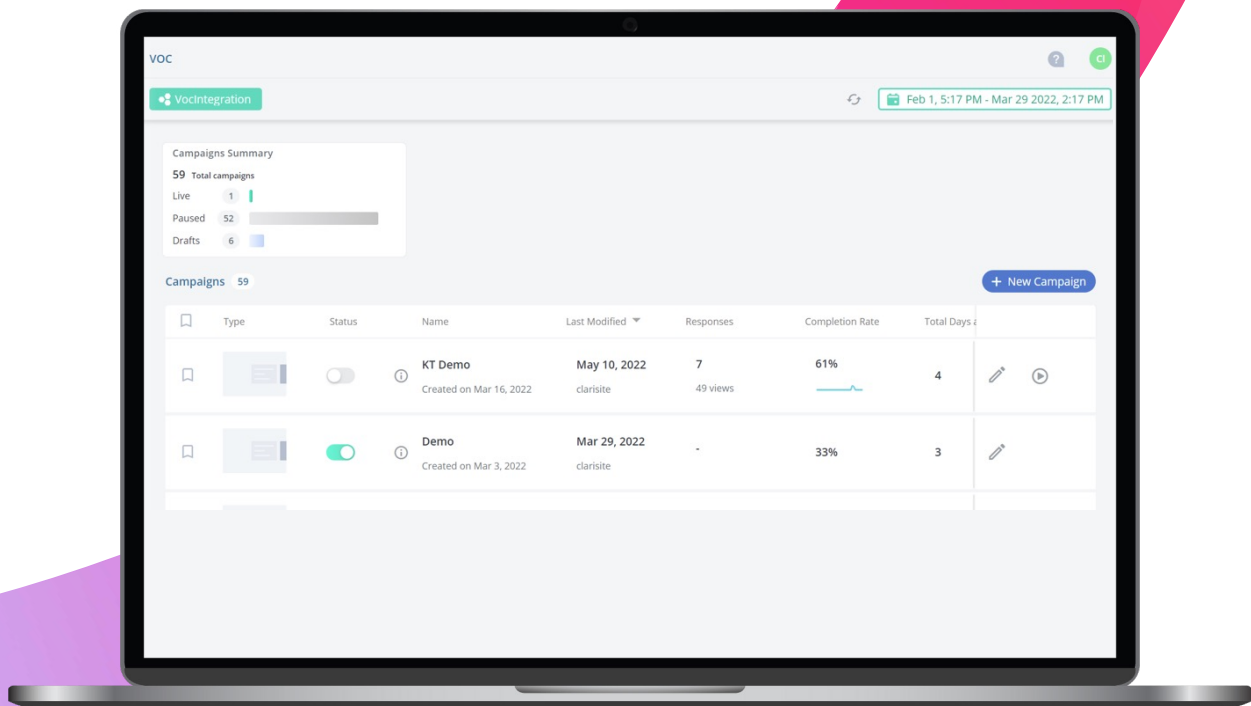 VOC
?
CI
VocIntegration
Feb 1, 5:17 PM - Mar 29 2022, 2:17 PM
Campaigns Summary
59 Total campaigns
Live 1
Paused 52
Drafts 6
Campaigns 59
+ New Campaign
Type Status Name Last Modified Responses Completion Rate Total Days
KT Demo May 10, 2022 7 61%
4
Created on Mar 16, 2022 clarisite 49 views
Demo Mar 29, 2022 - 33% 3
Created on Mar 3, 2022 clarisite